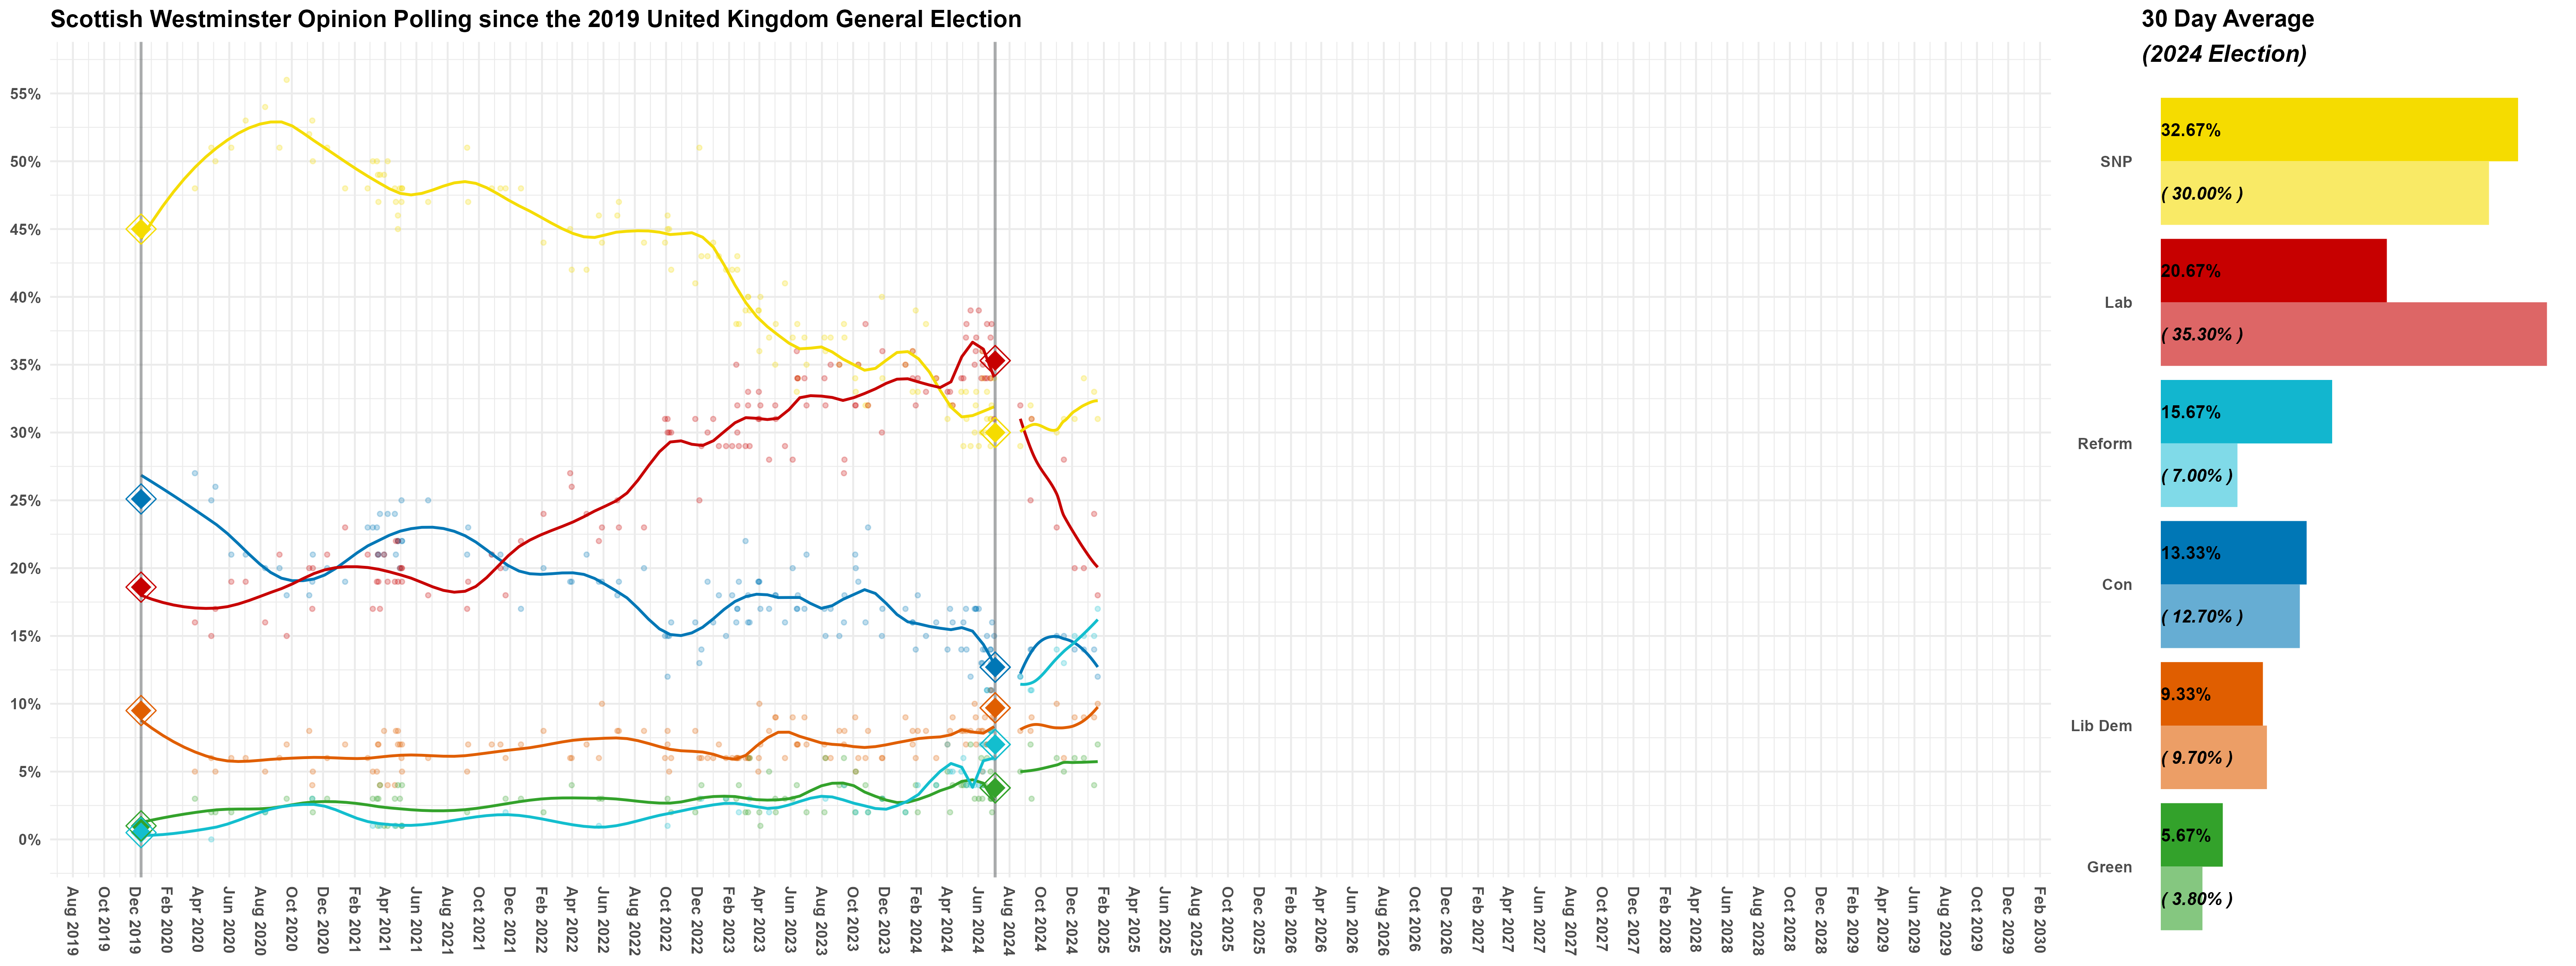 Scottish Westminster Opinion Polling since the 2019 United Kingdom General Election
55%
50%
45%
40%
35%
30%
25%
20%
15%
10%
5%
0%
Aug 2019
Oct 2019
Dec 2019
Feb 2020
Apr 2020
Jun 2020
Aug 2020
Oct 2020
Dec 2020
Feb 2021
Apr 2021
Jun 2021
Aug 2021
Oct 2021
Dec 2021
Feb 2022
Apr 2022
Jun 2022
Aug 2022
Oct 2022
Dec 2022
Feb 2023
Apr 2023
Jun 2023
Aug 2023
Oct 2023
Dec 2023
Feb 2024
Apr 2024
Jun 2024
Aug 2024
Oct 2024
Dec 2024
Feb 2025
Apr 2025
Jun 2025
Aug 2025
Oct 2025
Dec 2025
Feb 2026
Apr 2026
Jun 2026
Aug 2026
Oct 2026
Dec 2026
Feb 2027
Apr 2027
Jun 2027
Aug 2027
Oct 2027
Dec 2027
Feb 2028
Apr 2028
Jun 2028
Aug 2028
Oct 2028
Dec 2028
Feb 2029
Apr 2029
Jun 2029
Aug 2029
Oct 2029
Dec 2029
Feb 2030
30 Day Average
(2024 Election)
SNP
32.67%
( 30.00% )
Lab
20.67%
( 35.30% )
Reform
15.67%
( 7.00% )
Con
13.33%
( 12.70% )
Lib Dem
9.33%
( 9.70% )
Green
5.67%
( 3.80% )